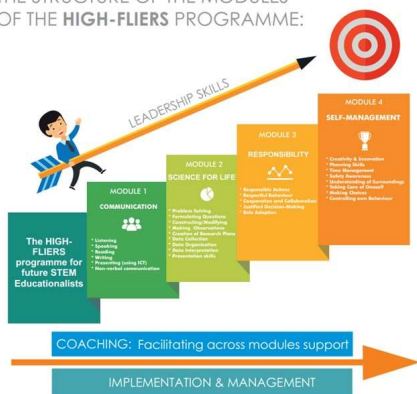 THE STRUCTURE OF THE MODULES
OF THE HIGH-FLIERS PROGRAMME:
LEADERSHIP SKILLS
The HIGH-
FLIERS
programme for
future STEM
Educationalists
MODULE 1
COMMUNICATION
* Listening
* Speaking
* Reading
* Writing
* Presenting (using ICT)
* Non-verbal communication
MODULE 2
SCIENCE FOR LIFE
* Problem Solving
* Formulating Questions
* Constructing/Modifying
* Making Observations
* Creation of Research Plans
* Data Collection
* Data Organisation
* Data Interpretation
* Presentation skills
MODULE 3
RESPONSIBILITY
* Responsible Actions
* Respectful Behaviour
* Cooperation and Collaboration
* Justified Decision-Making
* Role Adoption
MODULE 4
SELF-MANAGEMENT
* Creativity & Innovation
* Planning Skills
* Time Management
* Safety Awareness
* Understanding of Surroundings
* Taking Care of Oneself
* Making Choices
* Controlling own Behaviour
COACHING: Facilitating across modules support
IMPLEMENTATION & MANAGEMENT